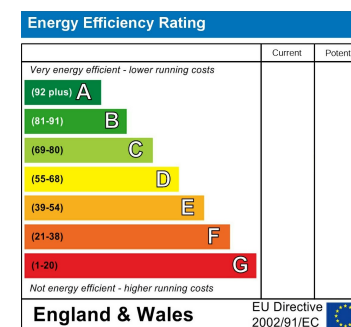 Energy Efficiency Rating
Current Potent
Very energy efficient - lower running costs
(92 plus) A
(81-91) B
(69-80) C
(55-68) D
(39-54) E
(21-38) F
(1-20) G
Not energy efficient - higher running costs
England & Wales
EU Directive
2002/91/EC